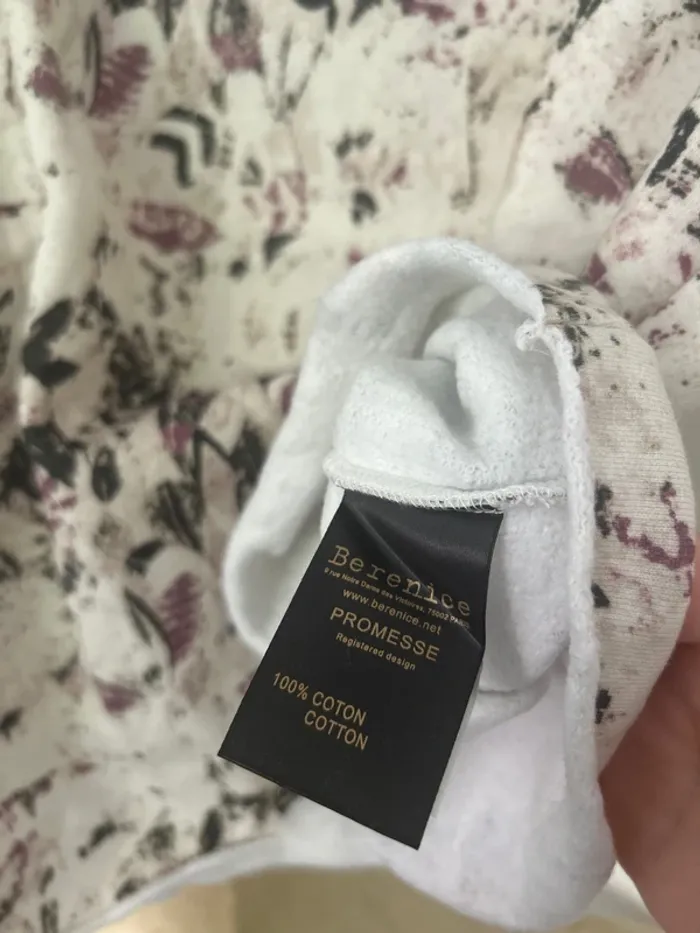 Berenice
9 rue Notre Dame des Victoires, 75002 PARIS
www.berenice.net
PROMESSE
Registered design
100% COTON
COTTON